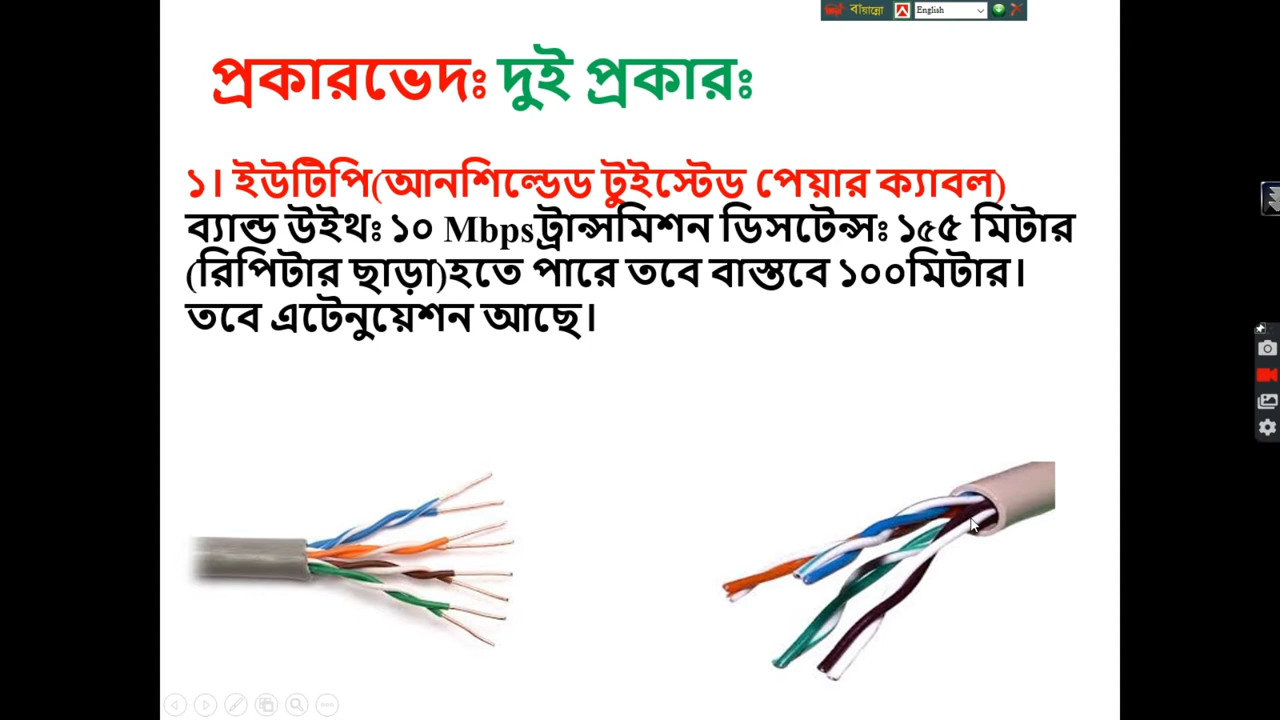 বাঁয়ান্নো English
প্রকারভেদঃ দুই প্রকারঃ
১। ইউটিপি(আনশিল্ডেড টুইস্টেড পেয়ার ক্যাবল)
ব্যান্ড উইথঃ ১০ Mbpsট্রান্সমিশন ডিসটেন্সঃ ১৫৫ মিটার
(রিপিটার ছাড়া)হতে পারে তবে বাস্তবে ১০০মিটার।
তবে এটেনুয়েশন আছে।